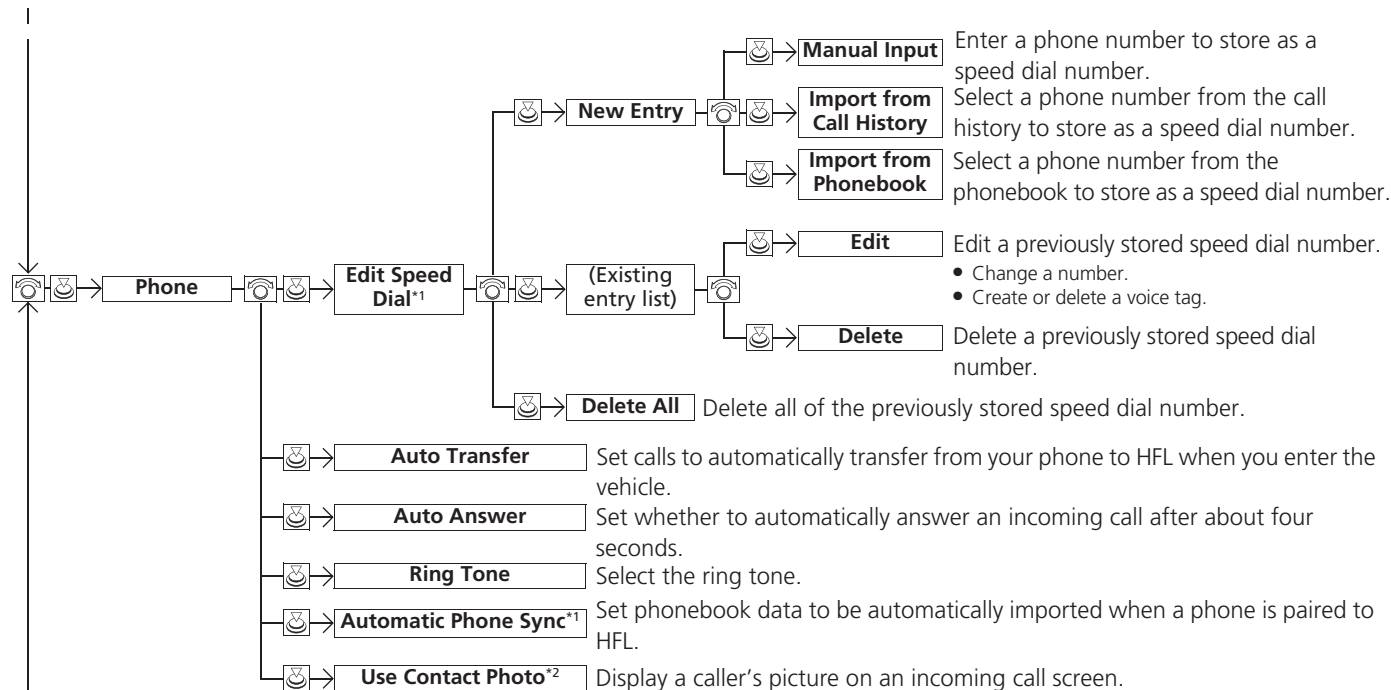 Manual Input
Enter a phone number to store as a
speed dial number.
New Entry
Import from
Call History
Select a phone number from the call
history to store as a speed dial number.
Import from
Phonebook
Select a phone number from the
phonebook to store as a speed dial number.
Phone
Edit Speed
Dial*1
(Existing
entry list)
Edit
Edit a previously stored speed dial number.
● Change a number.
● Create or delete a voice tag.
Delete
Delete a previously stored speed dial
number.
Delete All
Delete all of the previously stored speed dial number.
Auto Transfer
Set calls to automatically transfer from your phone to HFL when you enter the
vehicle.
Auto Answer
Set whether to automatically answer an incoming call after about four
seconds.
Ring Tone
Select the ring tone.
Automatic Phone Sync*1
Set phonebook data to be automatically imported when a phone is paired to
HFL.
Use Contact Photo*2
Display a caller's picture on an incoming call screen.